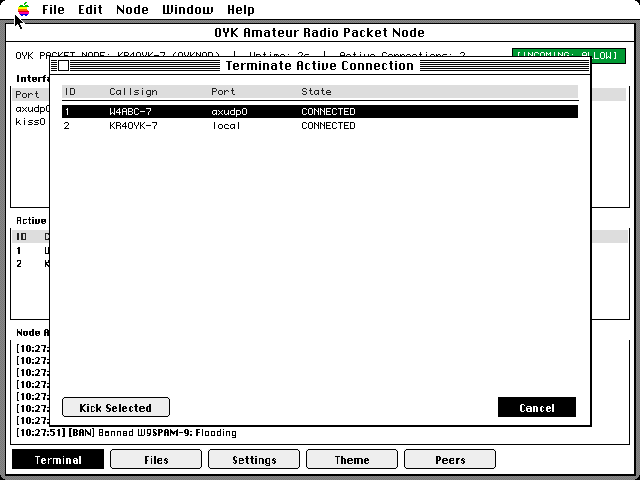 File Edit Node Window Help
OYK Amateur Radio Packet Node
OYK PACKET NODE: KR4OYK-7 (OYKNOD) | Uptime: 2s | Active Connections: 2 [INCOMING: ALLOW]
Terminate Active Connection
Interfa
Port
axudp0
kiss0
ID Callsign Port State
1 W4ABC-7 axudp0 CONNECTED
2 KR4OYK-7 local CONNECTED
Active
ID
1
2
Node A
[10:27:
[10:27:
[10:27:
[10:27:
[10:27:
[10:27:
[10:27:
Kick Selected Cancel
[10:27:51] [BAN] Banned W9SPAM-9: Flooding
Terminal Files Settings Theme Peers